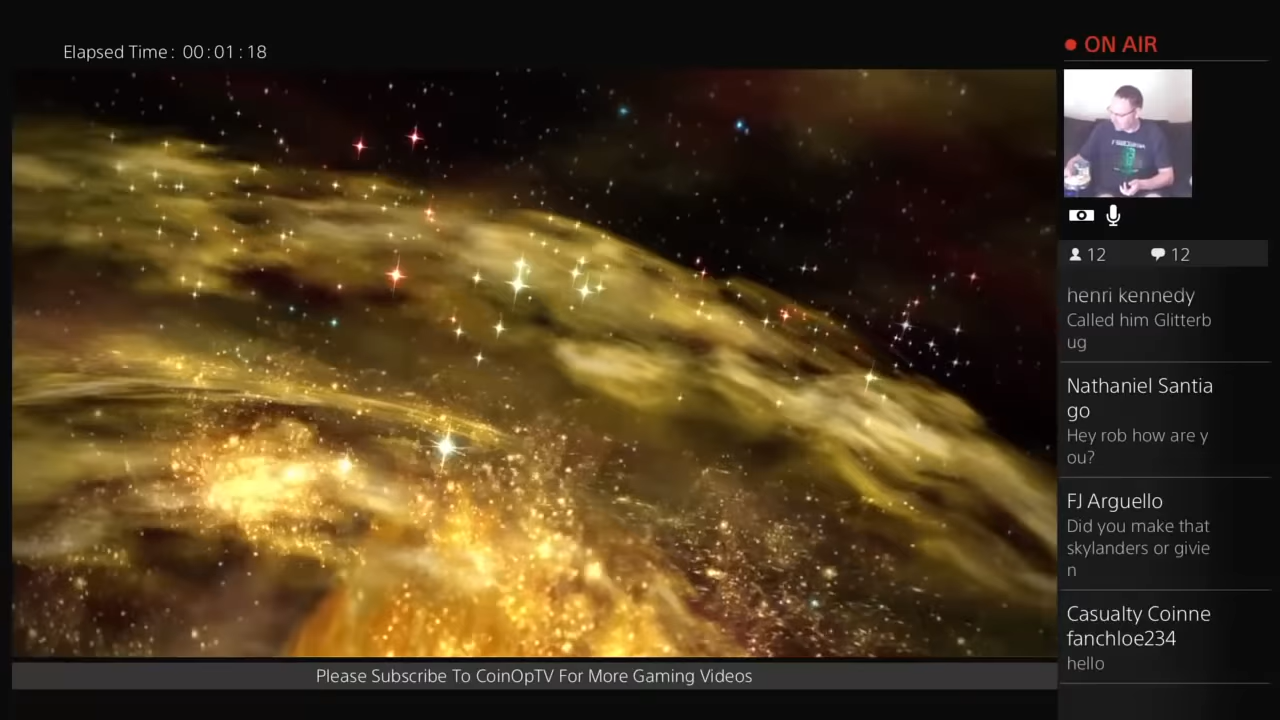 Elapsed Time: 00:01:18
ON AIR
12 12
henri kennedy
Called him Glitterb
ug
Nathaniel Santia
go
Hey rob how are y
ou?
FJ Arguello
Did you make that
skylanders or givie
n
Casualty Coinne
fanchloe234
hello
Please Subscribe To CoinOpTV For More Gaming Videos